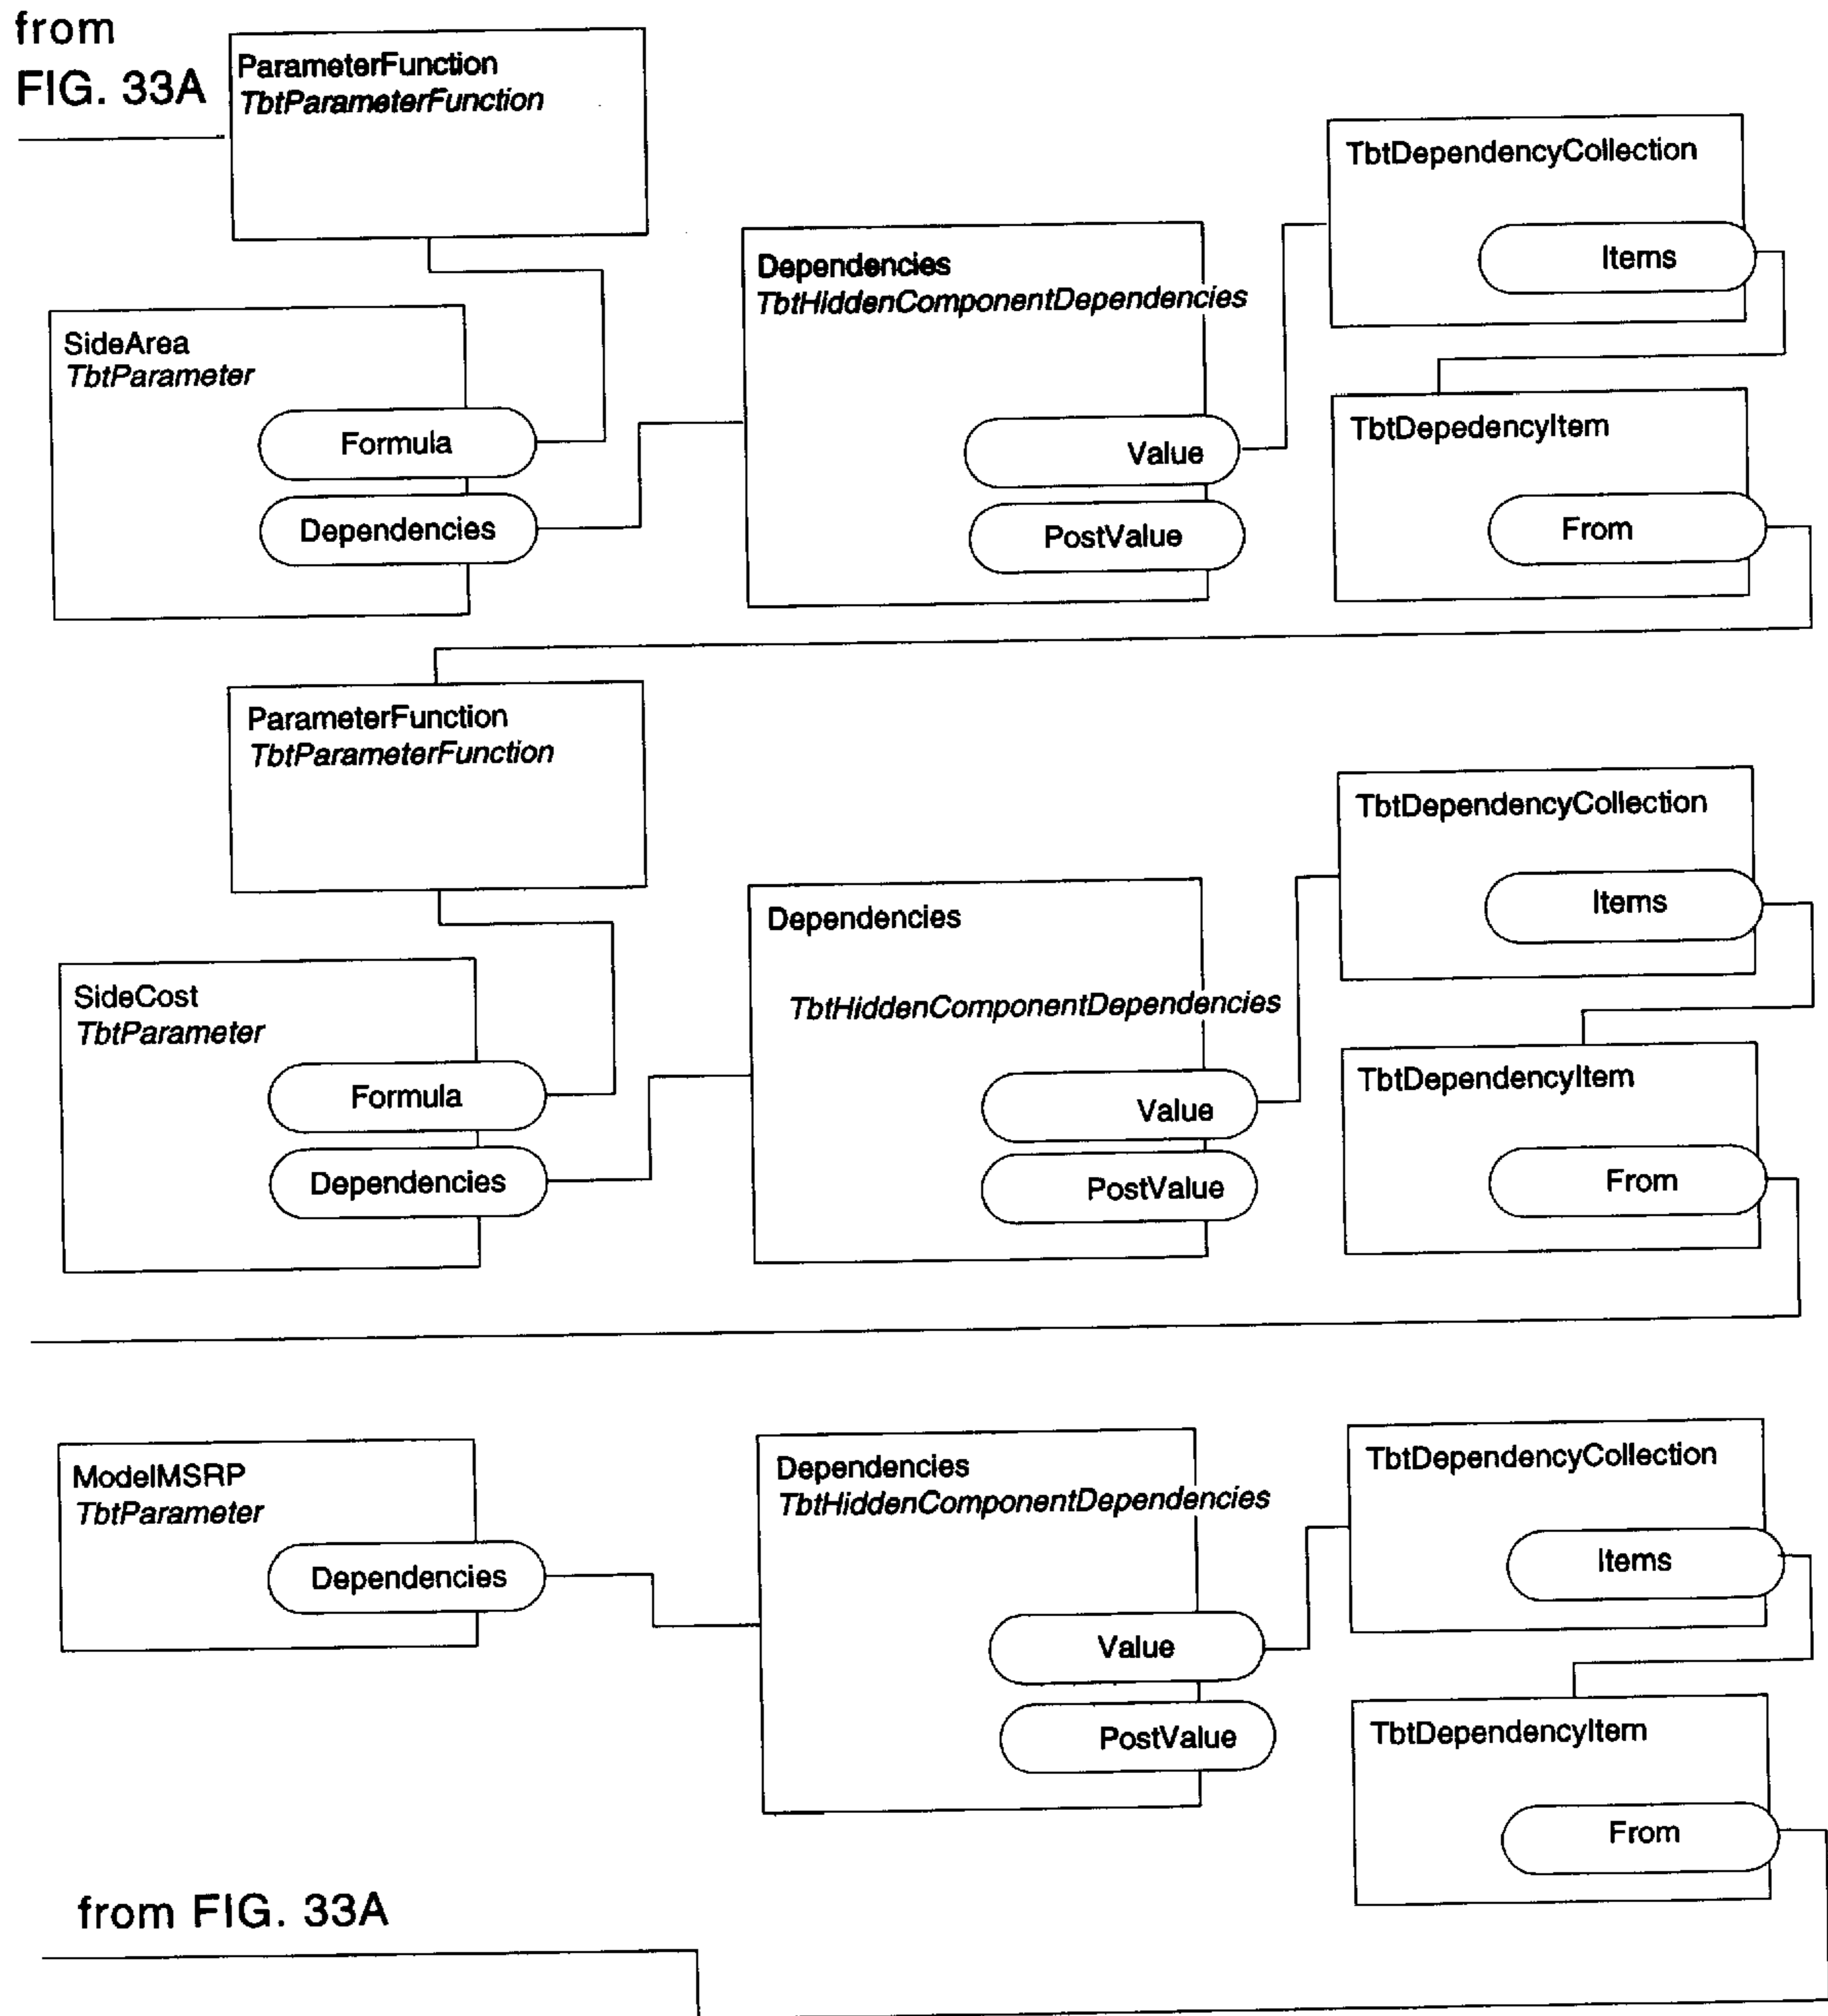 from
FIG. 33A
ParameterFunction
TbtParameterFunction
TbtDependencyCollection
Items
Dependencies
TbtHiddenComponentDependencies
SideArea
TbtParameter
Formula
Dependencies
Value
PostValue
TbtDepedencyItem
From
ParameterFunction
TbtParameterFunction
TbtDependencyCollection
Items
Dependencies
TbtHiddenComponentDependencies
SideCost
TbtParameter
Formula
Dependencies
Value
PostValue
TbtDependencyItem
From
ModelMSRP
TbtParameter
Dependencies
Dependencies
TbtHiddenComponentDependencies
Value
PostValue
TbtDependencyCollection
Items
TbtDependencyItem
From
from FIG. 33A